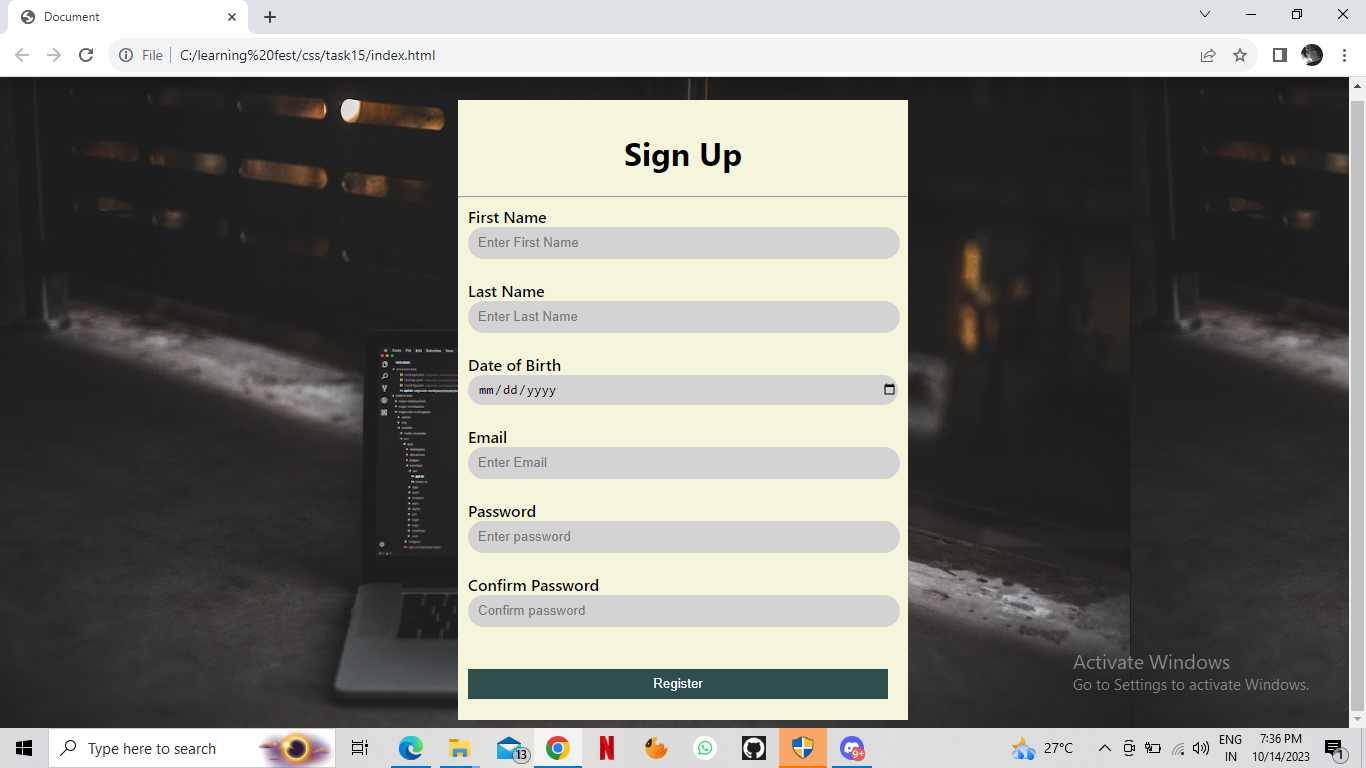 Document
File
C:/learning%20fest/css/task15/index.html
Sign Up
First Name
Enter First Name
Last Name
Enter Last Name
Date of Birth
mm/dd/yyyy
Email
Enter Email
Password
Enter password
Confirm Password
Confirm password
Register
Activate Windows
Go to Settings to activate Windows.
Type here to search
13
9+
27°C
ENG
IN
7:36 PM
10/14/2023
1